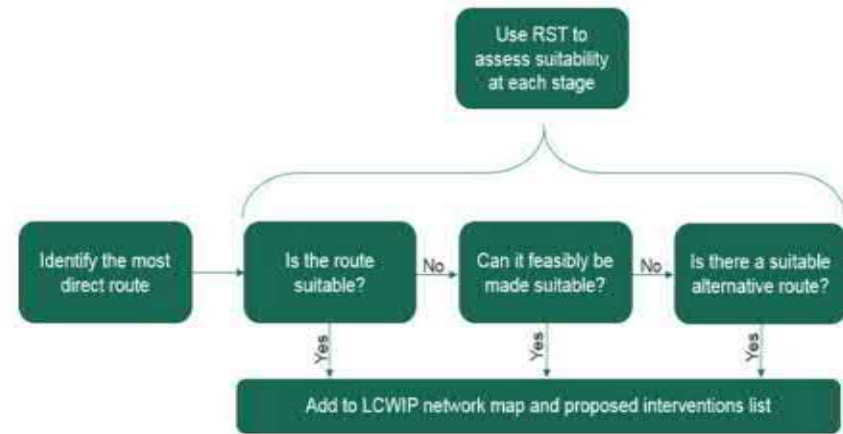 Use RST to
assess suitability
at each stage
Identify the most
direct route
Is the route
suitable?
No
Can it feasibly be
made suitable?
No
Is there a suitable
alternative route?
Yes
Yes
Yes
Add to LCWIP network map and proposed interventions list